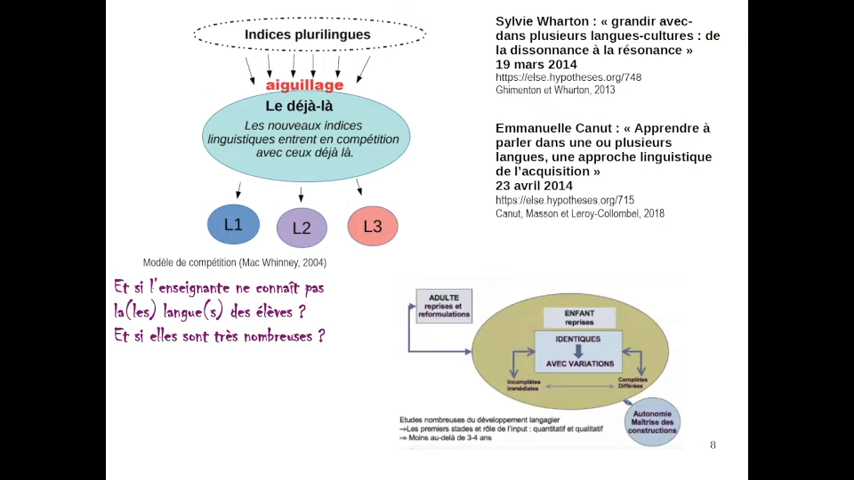 Indices plurilingues
aiguillage
Le déjà-là
Les nouveaux indices
linguistiques entrent en compétition
avec ceux déjà là.
L1
L2
L3
Modèle de compétition (Mac Whinney, 2004)
Et si l'enseignante ne connaît pas
la(les) langue(s) des élèves ?
Et si elles sont très nombreuses ?
Sylvie Wharton : « grandir avec-
dans plusieurs langues-cultures : de
la dissonance à la résonance »
19 mars 2014
https://else.hypotheses.org/748
Ghimenton et Wharton, 2013
Emmanuelle Canut : « Apprendre à
parler dans une ou plusieurs
langues, une approche linguistique
de l'acquisition »
23 avril 2014
https://else.hypotheses.org/715
Canut, Masson et Leroy-Collombel, 2018
ADULTE
reprises et
reformulations
ENFANT
reprises
IDENTIQUES
AVEC VARIATIONS
Incomplètes
Immédiates
Complètes
Différées
Autonomie
Maîtrise des
constructions
Etudes nombreuses du développement langagier
→Les premiers stades et rôle de l'input : quantitatif et qualitatif
→ Moins au-delà de 3-4 ans
8